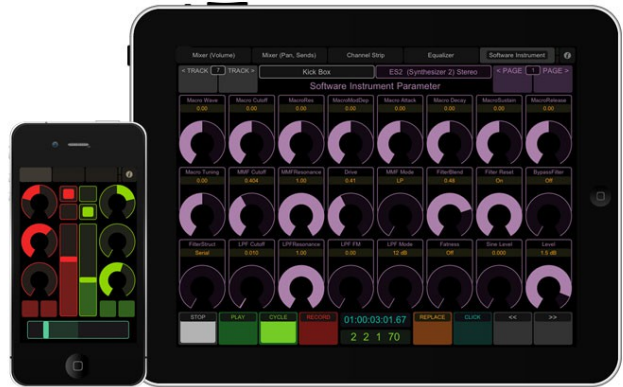 Mixer (Volume) Mixer (Pan, Sends) Channel Strip Equalizer Software Instrument
< TRACK 7 TRACK > Kick Box ES2 (Synthesizer 2) Stereo < PAGE 1 PAGE >
Software Instrument Parameter
Macro Wave Macro Cutoff MacroRes MacroModDep Macro Attack Macro Decay MacroSustain MacroRelease
0.00 0.00 0.00 0.00 0.00 0.00 0.00 0.00
Macro Tuning MMF Cutoff MMFResonance Drive MMF Mode FilterBlend Filter Reset BypassFilter
0.00 0.404 1.00 0.41 LP 0.48 On Off
FilterStruct LPF Cutoff LPFResonance LPF FM LPF Mode Fatness Sine Level Level
Serial 0.010 1.00 0.00 12 dB Off 0.000 1.5 dB
STOP PLAY CYCLE RECORD 01:00:03:01.67 REPLACE CLICK << >>
2 2 1 70